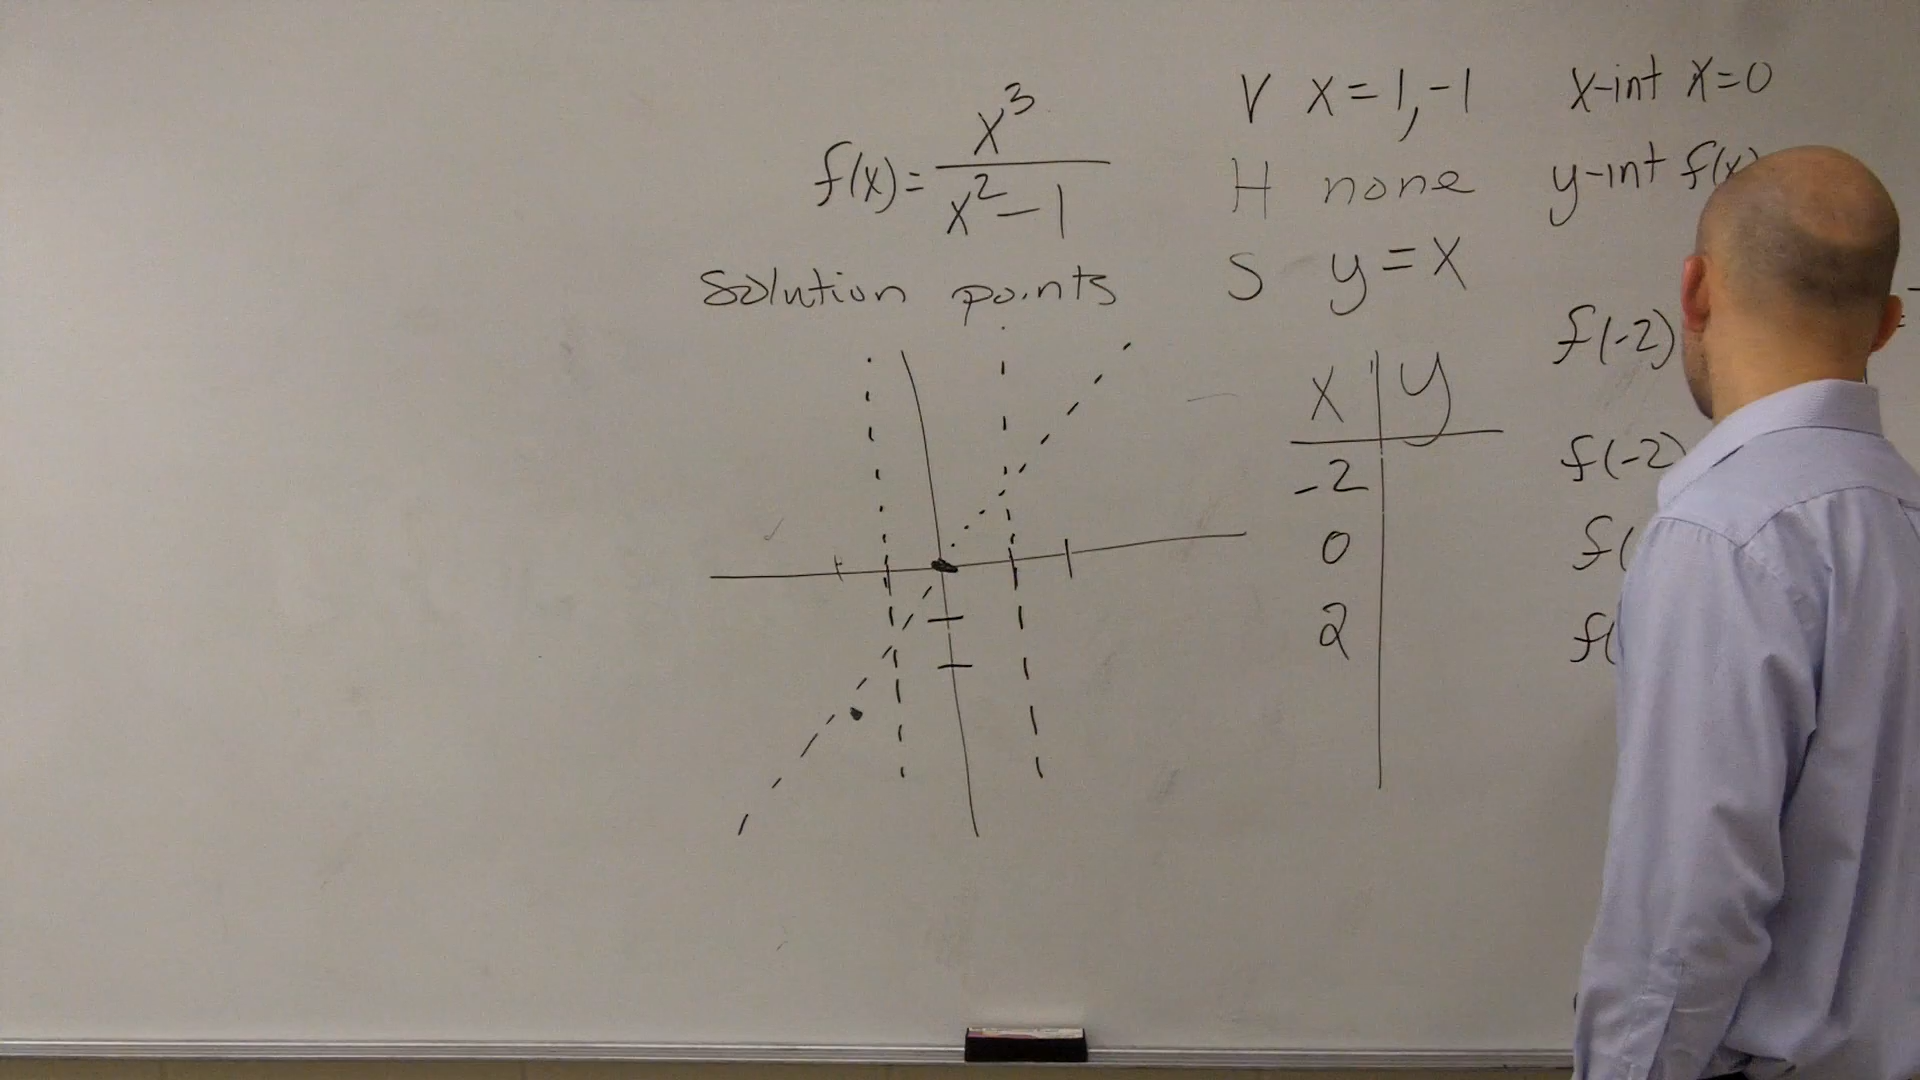 f(x) = x³ / x² - 1
Solution points
V x = 1, -1
H none
S y = x
x | y
-2
0
2
x-int x = 0
y-int f(x)
f(-2)
f(-2)
f(
f(